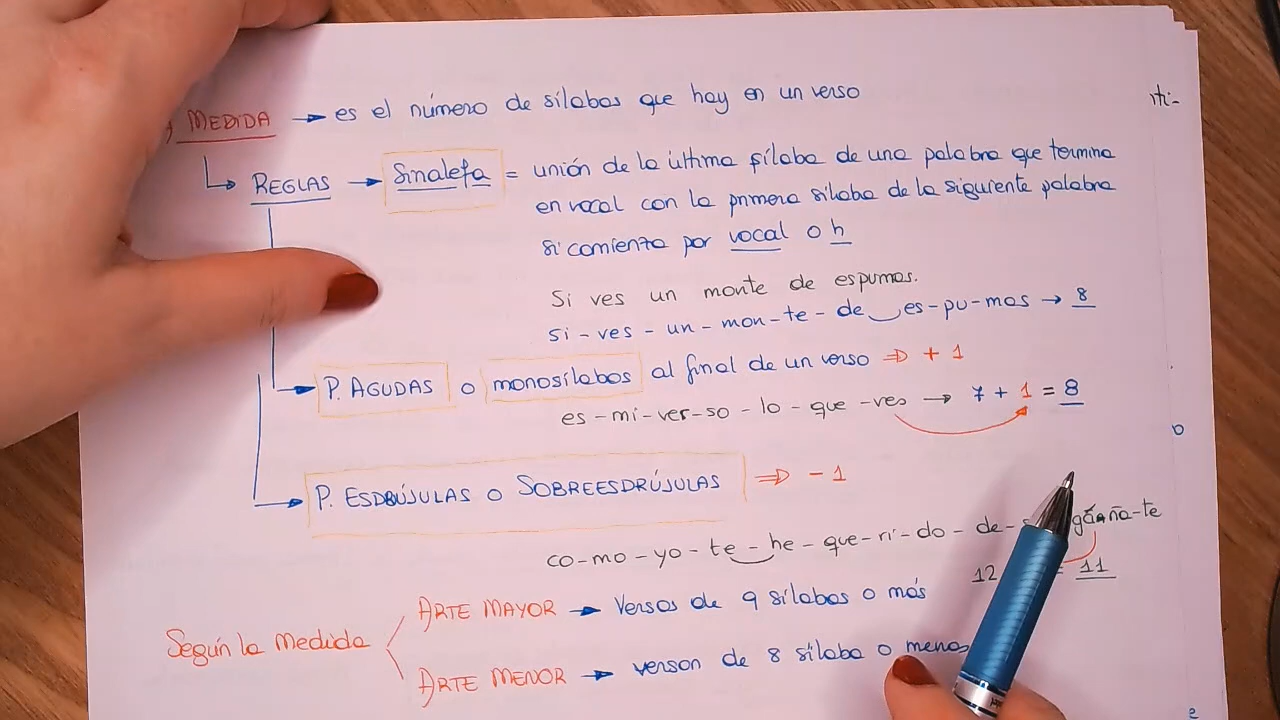 MEDIDA → es el número de sílabas que hay en un verso
nti-
REGLAS → Sinalefa = unión de la última sílaba de una palabra que termina
en vocal con la primera sílaba de la siguiente palabra
si comienza por vocal o h
Si ves un monte de espumas.
si - ves - un - mon - te - de es - pu - mas → 8
P. AGUDAS o monosílabos al final de un verso ⇒ + 1
es - mi - ver - so - lo - que - ves → 7 + 1 = 8
o
P. ESDRÚJULAS o SOBREESDRÚJULAS ⇒ - 1
co - mo - yo - te - he - que - ri - do - de - gáña - te
12 = 11
Según la medida
ARTE MAYOR → Versos de 9 sílabas o más
ARTE MENOR → verson de 8 sílaba o menos
e